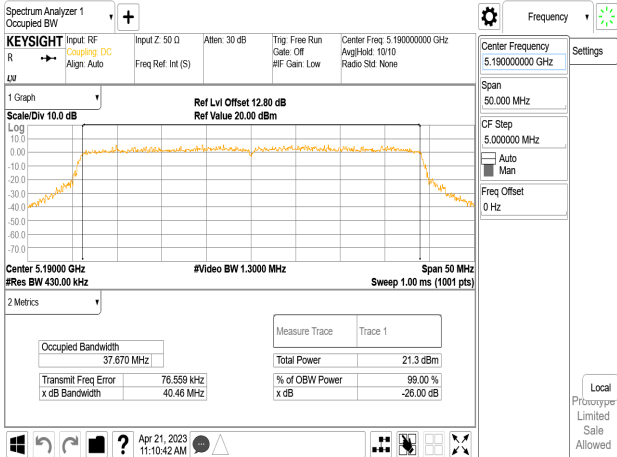 Spectrum Analyzer 1
Occupied BW
Frequency
KEYSIGHT
R
LXI
Input: RF
Coupling: DC
Align: Auto
Input Z: 50 Ω
Freq Ref: Int (S)
Atten: 30 dB
Trig: Free Run
Gate: Off
#IF Gain: Low
Center Freq: 5.190000000 GHz
Avg|Hold: 10/10
Radio Std: None
1 Graph
Scale/Div 10.0 dB
Ref Lvl Offset 12.80 dB
Ref Value 20.00 dBm
Log
10.0
0.00
-10.0
-20.0
-30.0
-40.0
-50.0
-60.0
-70.0
Center 5.19000 GHz
#Video BW 1.3000 MHz
Span 50 MHz
#Res BW 430.00 kHz
Sweep 1.00 ms (1001 pts)
2 Metrics
Measure Trace
Trace 1
Occupied Bandwidth
37.670 MHz
Total Power
21.3 dBm
Transmit Freq Error
76.559 kHz
% of OBW Power
99.00 %
x dB Bandwidth
40.46 MHz
x dB
-26.00 dB
Apr 21, 2023
11:10:42 AM
Center Frequency
5.190000000 GHz
Settings
Span
50.000 MHz
CF Step
5.000000 MHz
Auto
Man
Freq Offset
0 Hz
Local
Prototype
Limited
Sale
Allowed